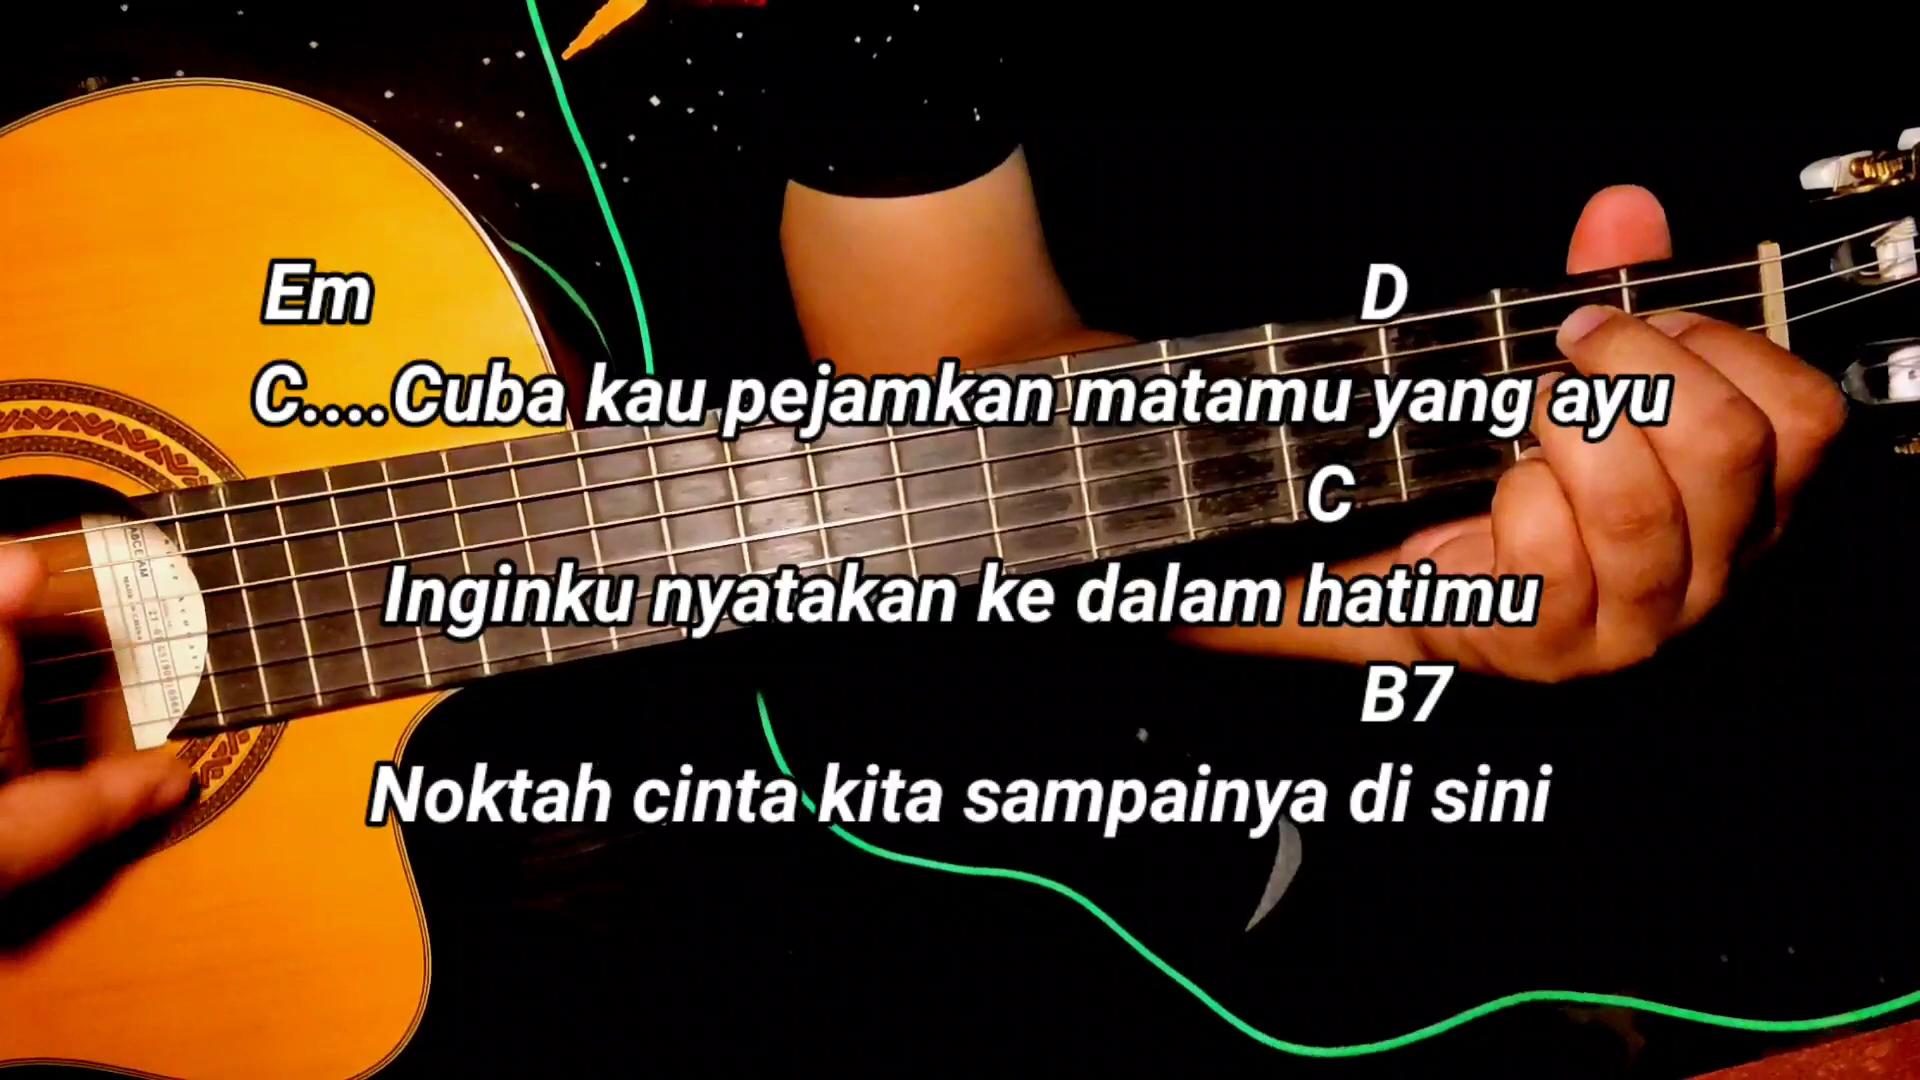 Em D
C....Cuba kau pejamkan matamu yang ayu
C
Inginku nyatakan ke dalam hatimu
B7
Noktah cinta kita sampainya di sini